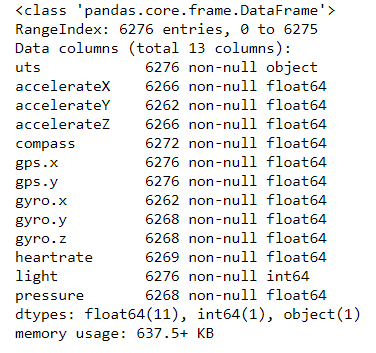 <class 'pandas.core.frame.DataFrame'>
RangeIndex: 6276 entries, 0 to 6275
Data columns (total 13 columns):
uts            6276 non-null object
accelerateX    6266 non-null float64
accelerateY    6262 non-null float64
accelerateZ    6266 non-null float64
compass        6272 non-null float64
gps.x          6276 non-null float64
gps.y          6276 non-null float64
gyro.x         6262 non-null float64
gyro.y         6268 non-null float64
gyro.z         6268 non-null float64
heartrate      6269 non-null float64
light          6276 non-null int64
pressure       6268 non-null float64
dtypes: float64(11), int64(1), object(1)
memory usage: 637.5+ KB